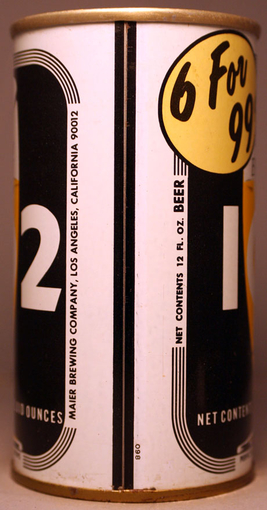 6 For
99
2
MAIER BREWING COMPANY, LOS ANGELES, CALIFORNIA 90012
NET CONTENTS 12 FL. OZ. BEER
1
OUNCES
NET CONTEN
860